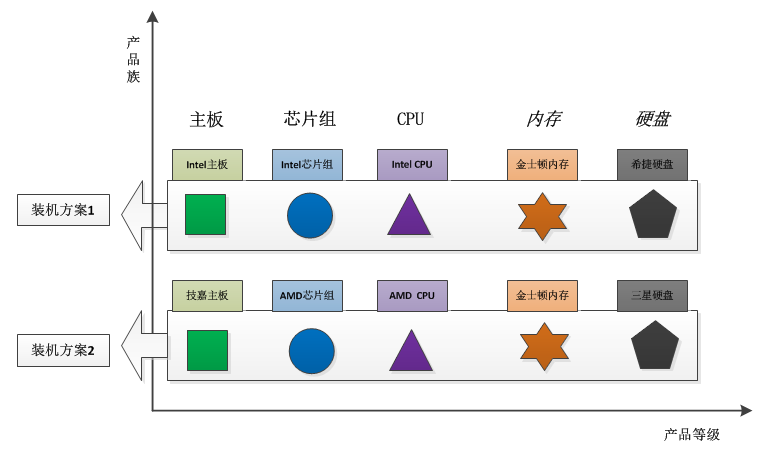 产
品
族
主板 芯片组 CPU 内存 硬盘
Intel主板 Intel芯片组 Intel CPU 金士顿内存 希捷硬盘
装机方案1
技嘉主板 AMD芯片组 AMD CPU 金士顿内存 三星硬盘
装机方案2
产品等级